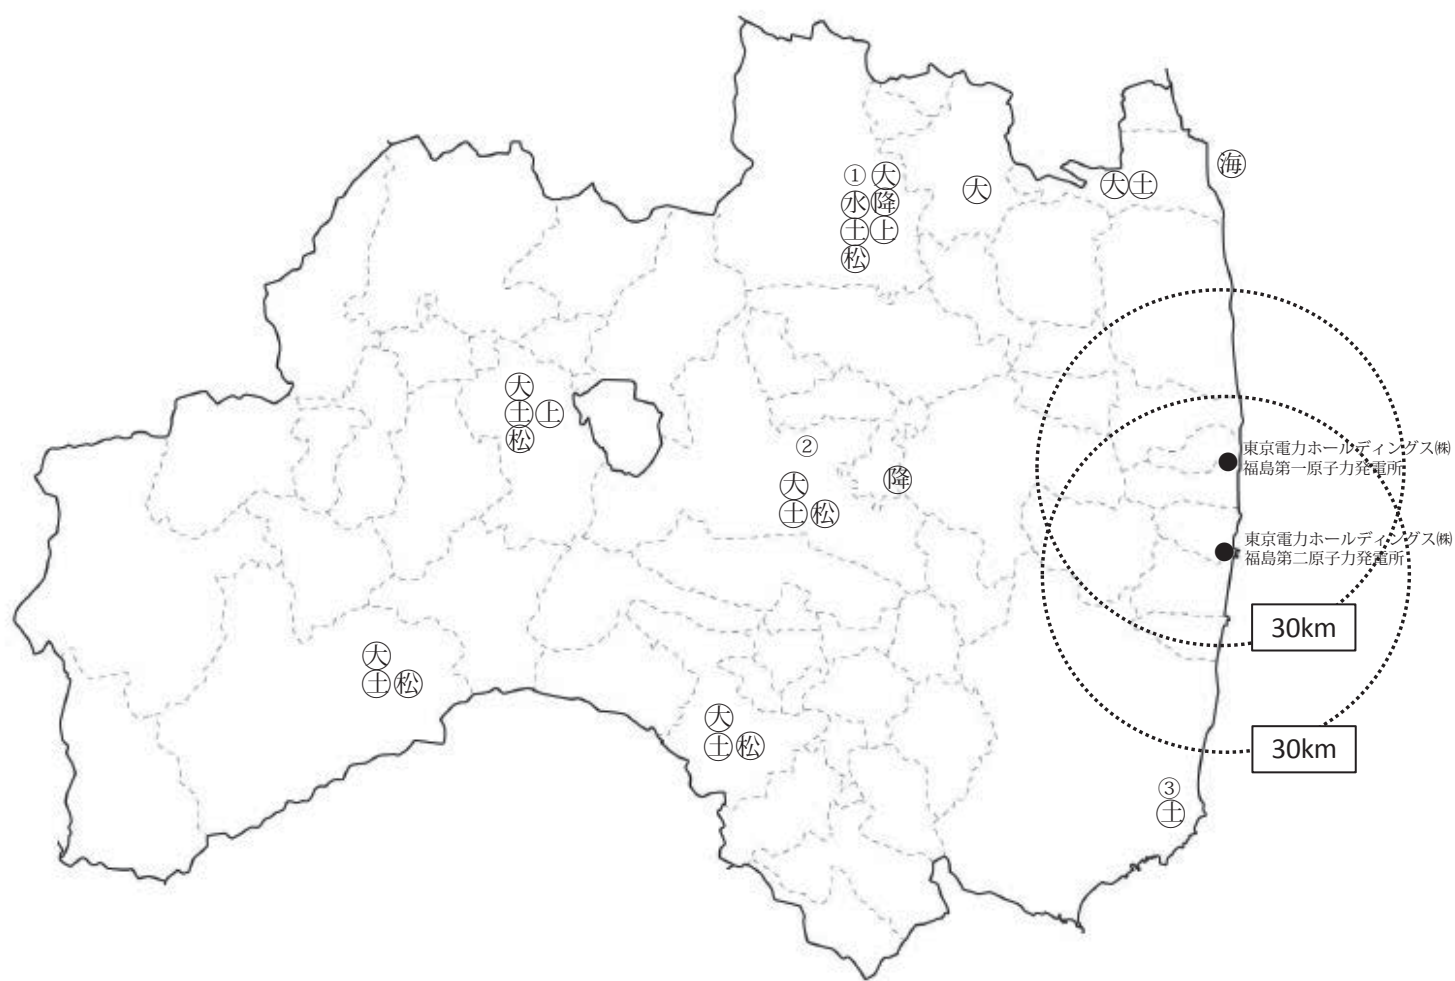 ①㊅大
水降
土上
松
大
大土
海
大
土上
松
②
大
土松
降
東京電力ホールディングス㈱
福島第一原子力発電所
東京電力ホールディングス㈱
福島第二原子力発電所
30km
大
土松
大
土松
30km
③
土